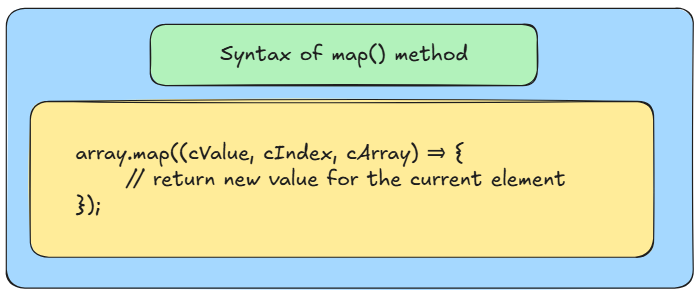 Syntax of map() method
array.map((cValue, cIndex, cArray) => {
// return new value for the current element
});